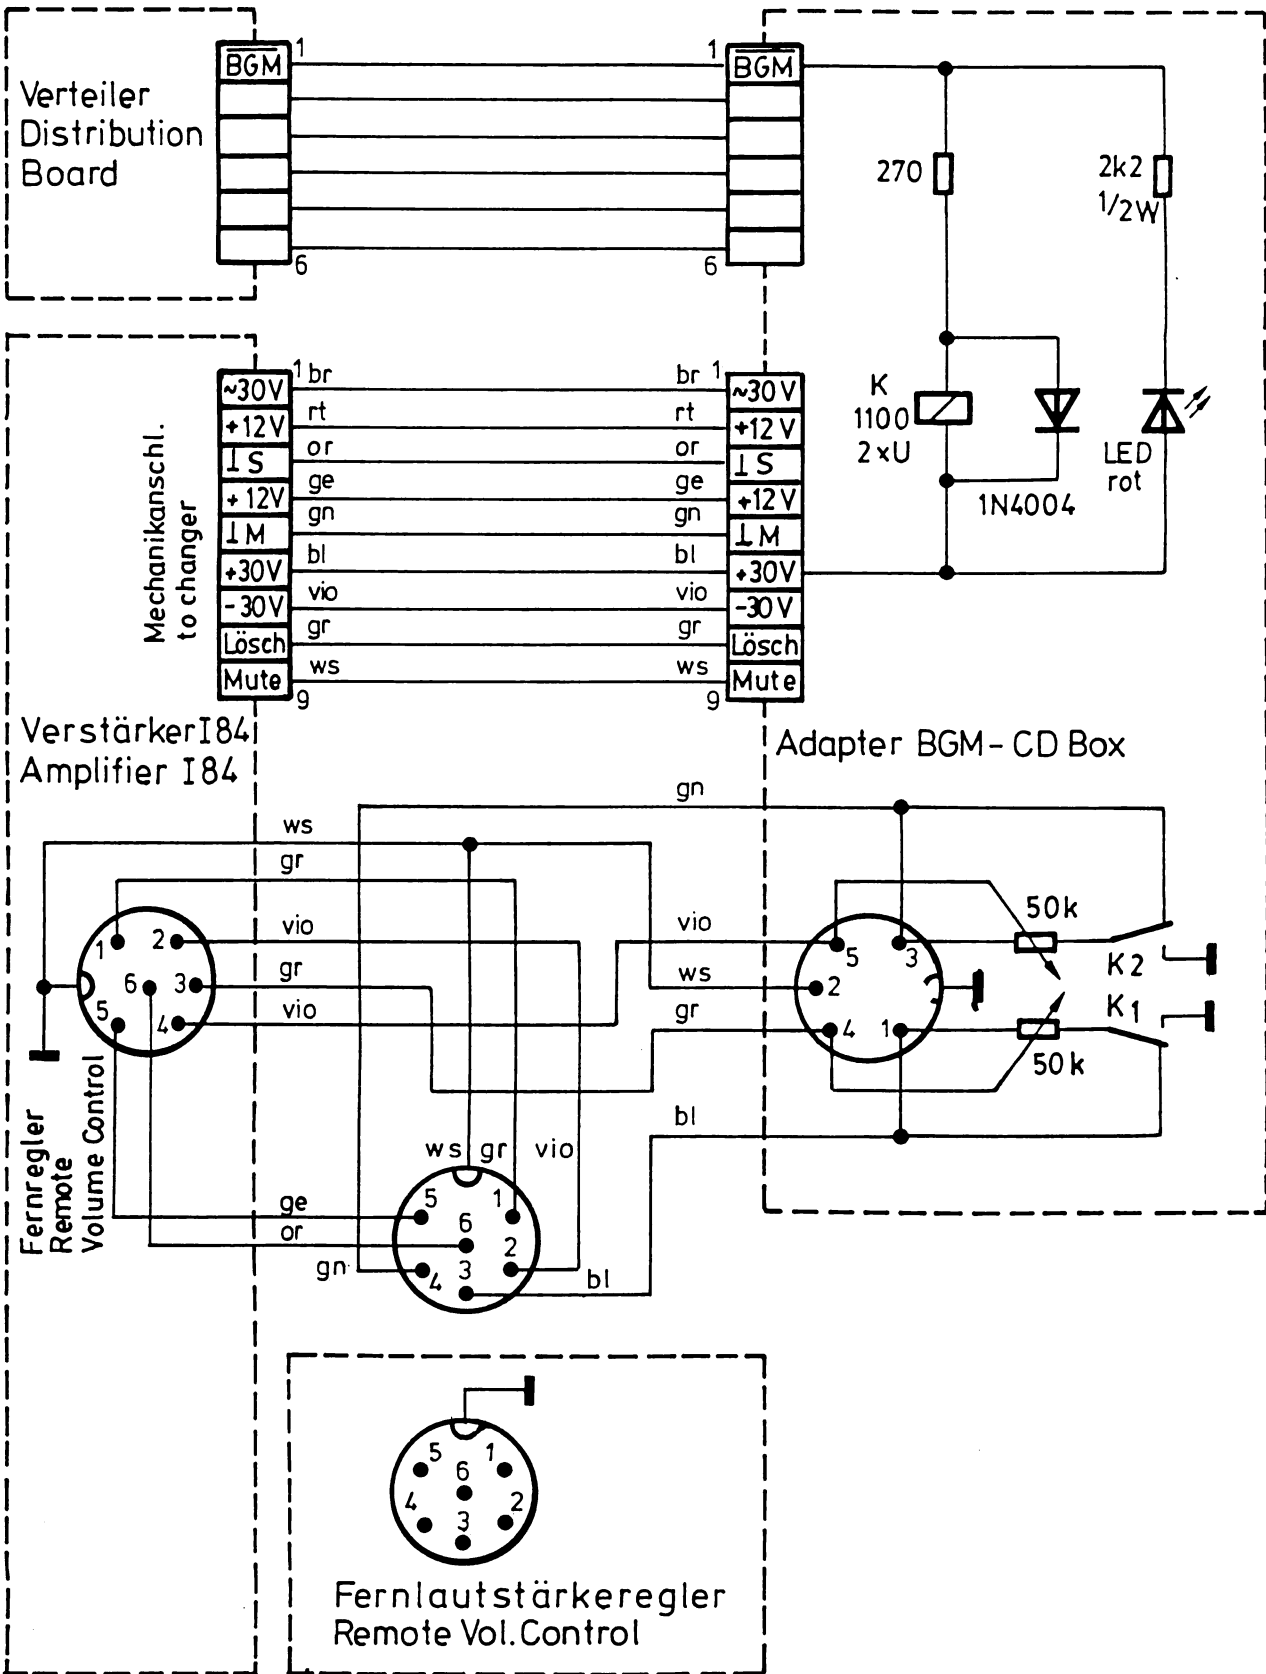 Verteiler
Distribution
Board
BGM
1
6
1
6
BGM
270
2k2
1/2W
K
1100
2xU
1N4004
LED
rot
Mechanikanschl.
to changer
1 br br 1
~30V ~30V
rt rt
+12V +12V
or or
⊥ S ⊥ S
ge ge
+12V +12V
gn gn
⊥ M ⊥ M
bl bl
+30V +30V
vio vio
-30V -30V
gr gr
Lösch Lösch
ws ws
Mute Mute
9 9
Verstärker I84
Amplifier I84
Adapter BGM - CD Box
gn
ws
gr
vio
gr
vio
1 2
6 3
5 4
vio
ws
gr
bl
5 3
2
4 1
50k
K2
K1
50k
Fernregler
Remote
Volume Control
ws gr vio
ge
or
gn
bl
5 1
6
2
4 3
5 1
6
4 2
3
Fernlautstärkeregler
Remote Vol. Control